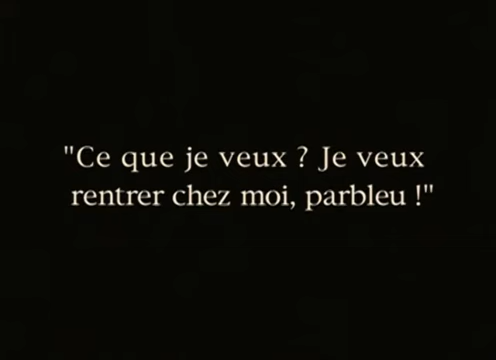 "Ce que je veux ? Je veux
rentrer chez moi, parbleu !"